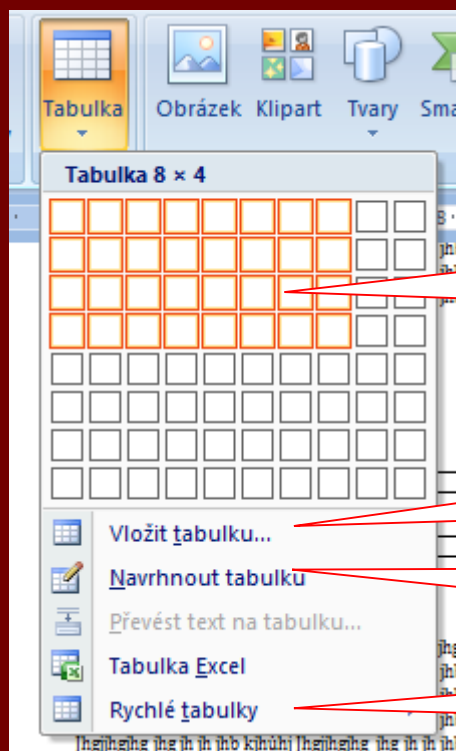 Tabulka Obrázek Klipart Tvary
Tabulka 8 × 4
Vložit tabulku...
Navrhnout tabulku
Převést text na tabulku...
Tabulka Excel
Rychlé tabulky